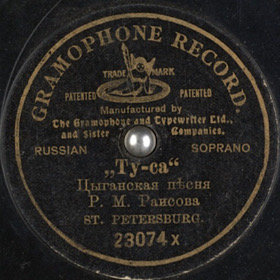 GRAMOPHONE RECORD.
TRADE MARK
PATENTED PATENTED
Manufactured by
The Gramophone and Typewriter Ltd.,
and Sister Companies.
RUSSIAN SOPRANO
„Ту-са“
Цыганская пѣсня
Р. М. Раисова
ST. PETERSBURG.
23074x